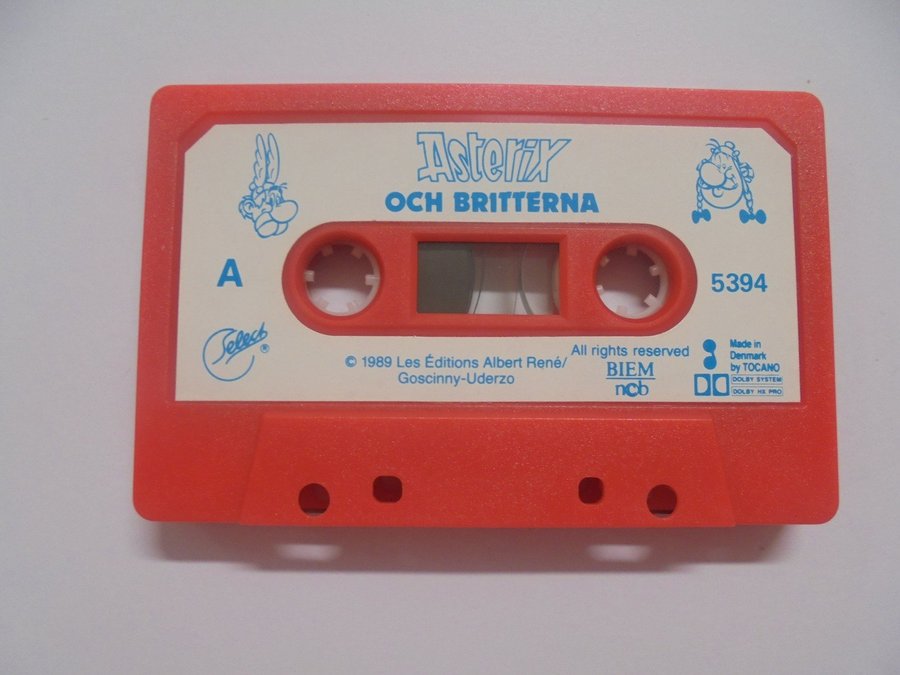 Asterix
OCH BRITTERNA
A
5394
Select ®
© 1989 Les Éditions Albert René/
Goscinny-Uderzo
All rights reserved
BIEM
ncb
Made in
Denmark
by TOCANO
DOLBY SYSTEM
DOLBY HX PRO